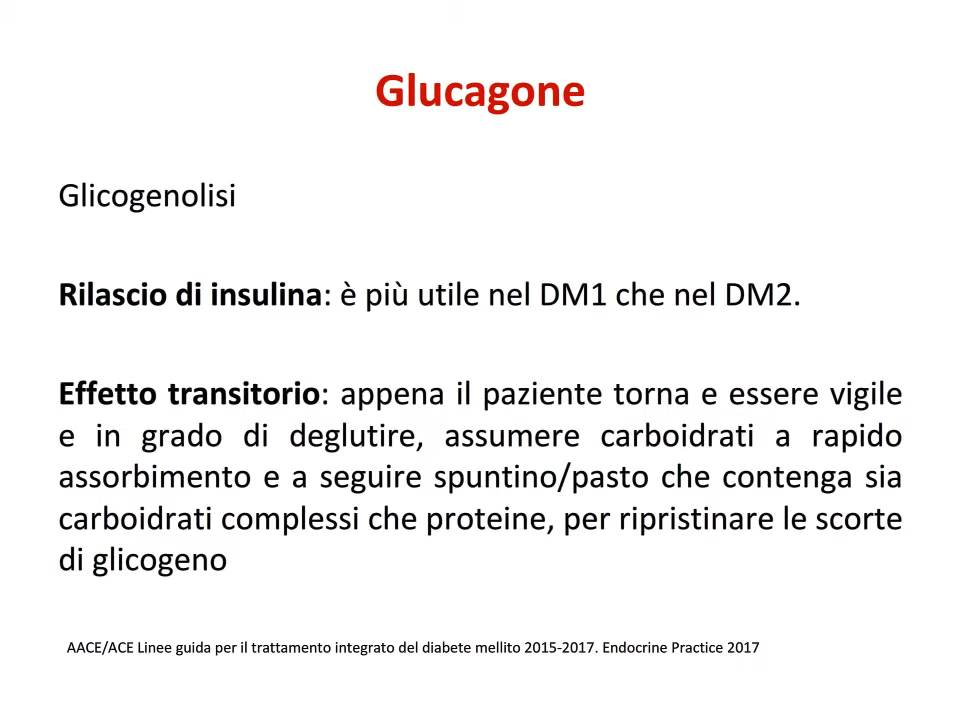 Glucagone
Glicogenolisi
Rilascio di insulina: è più utile nel DM1 che nel DM2.
Effetto transitorio: appena il paziente torna e essere vigile
e in grado di deglutire, assumere carboidrati a rapido
assorbimento e a seguire spuntino/pasto che contenga sia
carboidrati complessi che proteine, per ripristinare le scorte
di glicogeno
AACE/ACE Linee guida per il trattamento integrato del diabete mellito 2015-2017. Endocrine Practice 2017